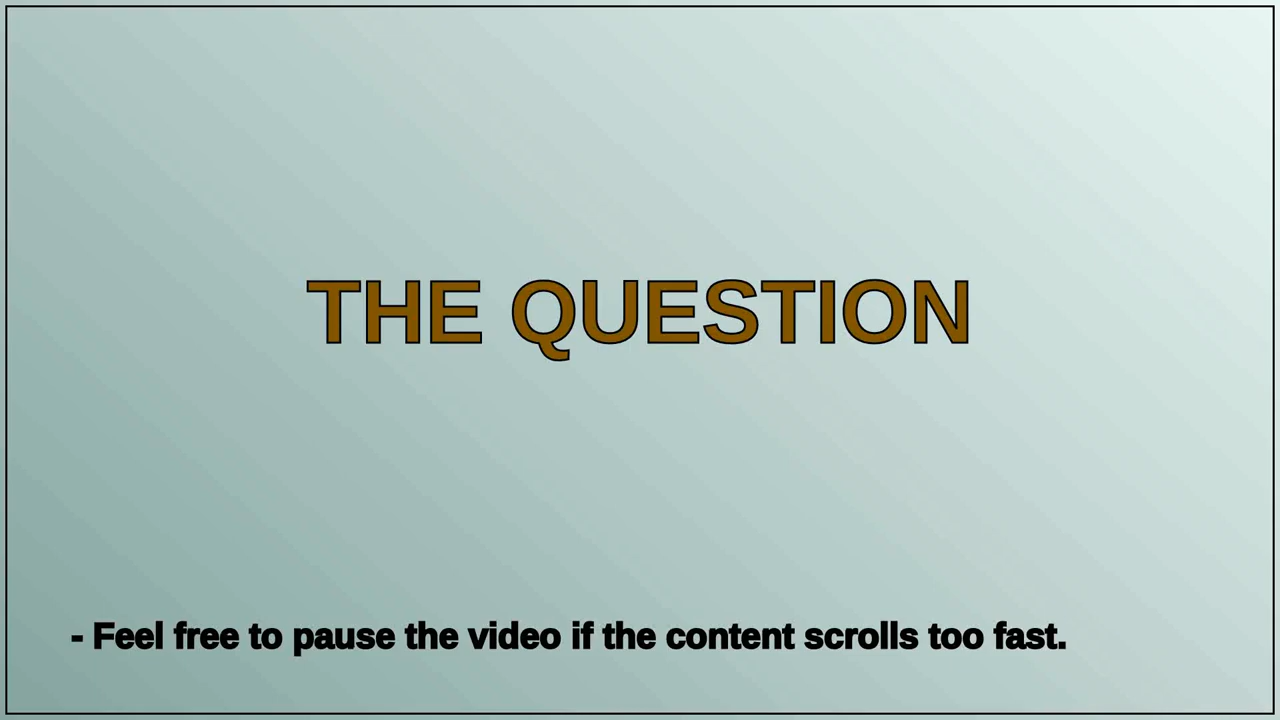 THE QUESTION
- Feel free to pause the video if the content scrolls too fast.